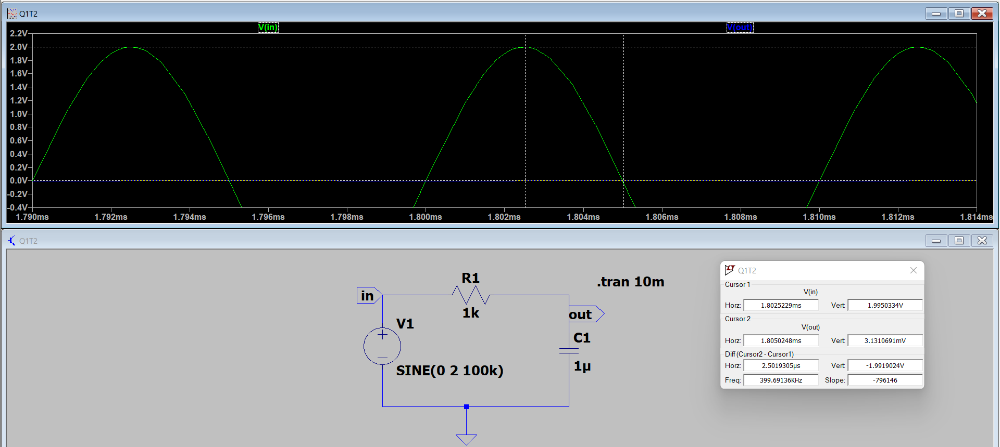 Q1T2
V(in)
V(out)
2.2V
2.0V
1.8V
1.6V
1.4V
1.2V
1.0V
0.8V
0.6V
0.4V
0.2V
0.0V
-0.2V
-0.4V
1.790ms
1.792ms
1.794ms
1.796ms
1.798ms
1.800ms
1.802ms
1.804ms
1.806ms
1.808ms
1.810ms
1.812ms
1.814ms
Q1T2
R1
.tran 10m
in
1k
out
V1
C1
SINE(0 2 100k)
1µ
Q1T2
Cursor 1
V(in)
Horz: 1.8025229ms Vert: 1.9950334V
Cursor 2
V(out)
Horz: 1.8050248ms Vert: 3.1310691mV
Diff (Cursor2 - Cursor1)
Horz: 2.5019305µs Vert: -1.9919024V
Freq: 399.69136KHz Slope: -796146